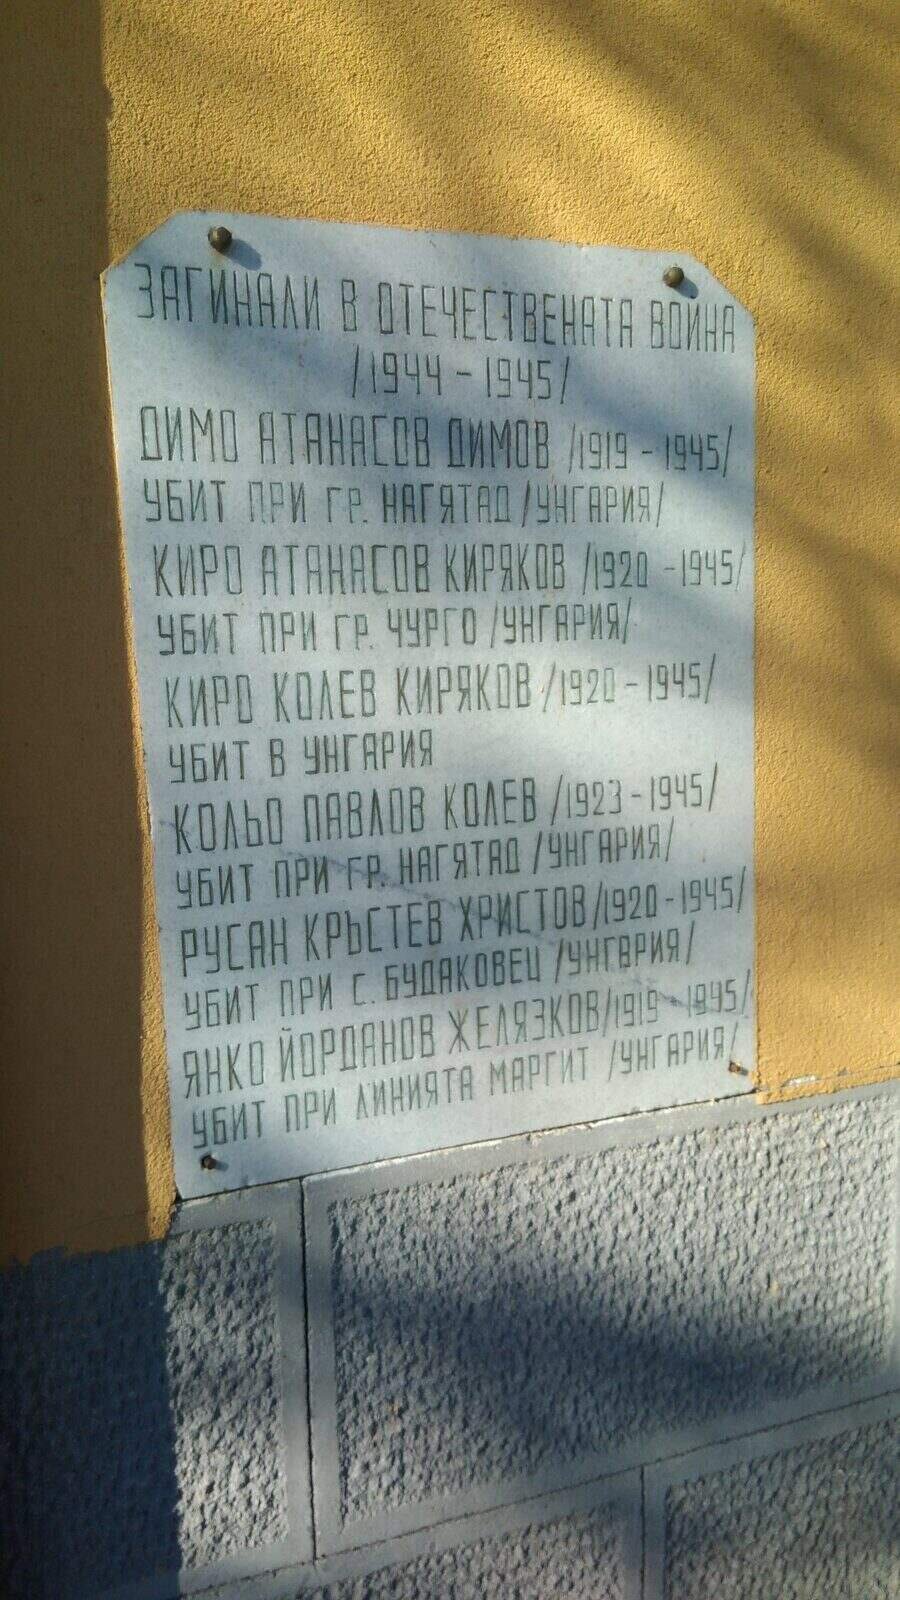 ЗАГИНАЛИ В ОТЕЧЕСТВЕНАТА ВОИНА
/1944 - 1945/
ДИМО АТАНАСОВ ДИМОВ /1919 - 1945/
УБИТ ПРИ ГР. НАГЯТАД /УНГАРИЯ/
КИРО АТАНАСОВ КИРЯКОВ /1920 - 1945/
УБИТ ПРИ ГР. ЧУРГО /УНГАРИЯ/
КИРО КОЛЕВ КИРЯКОВ /1920 - 1945/
УБИТ В УНГАРИЯ
КОЛЬО ПАВЛОВ КОЛЕВ /1923 - 1945/
УБИТ ПРИ ГР. НАГЯТАД /УНГАРИЯ/
РУСАН КРЪСТЕВ ХРИСТОВ /1920 - 1945/
УБИТ ПРИ С. БУДАКОВЕЦ /УНГВРИЯ/
ЯНКО ЙОРДАНОВ ЖЕЛЯЗКОВ /1919 - 1945/
УБИТ ПРИ ЛИНИЯТА МАРГИТ /УНГАРИЯ/